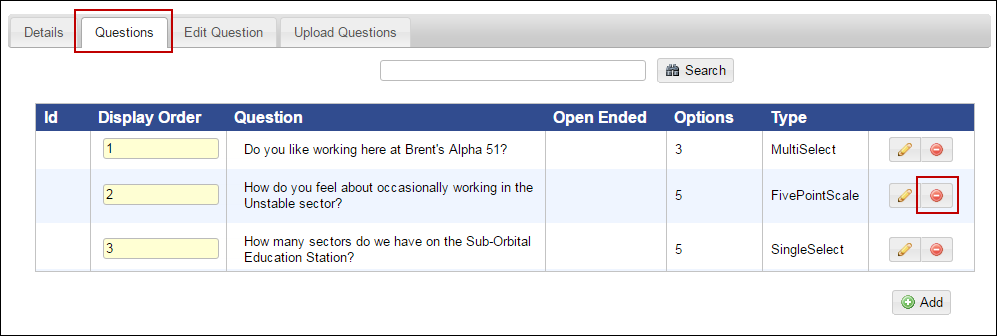 Details Questions Edit Question Upload Questions
Search
Id Display Order Question Open Ended Options Type
1 Do you like working here at Brent's Alpha 51? 3 MultiSelect
2 How do you feel about occasionally working in the Unstable sector? 5 FivePointScale
3 How many sectors do we have on the Sub-Orbital Education Station? 5 SingleSelect
Add